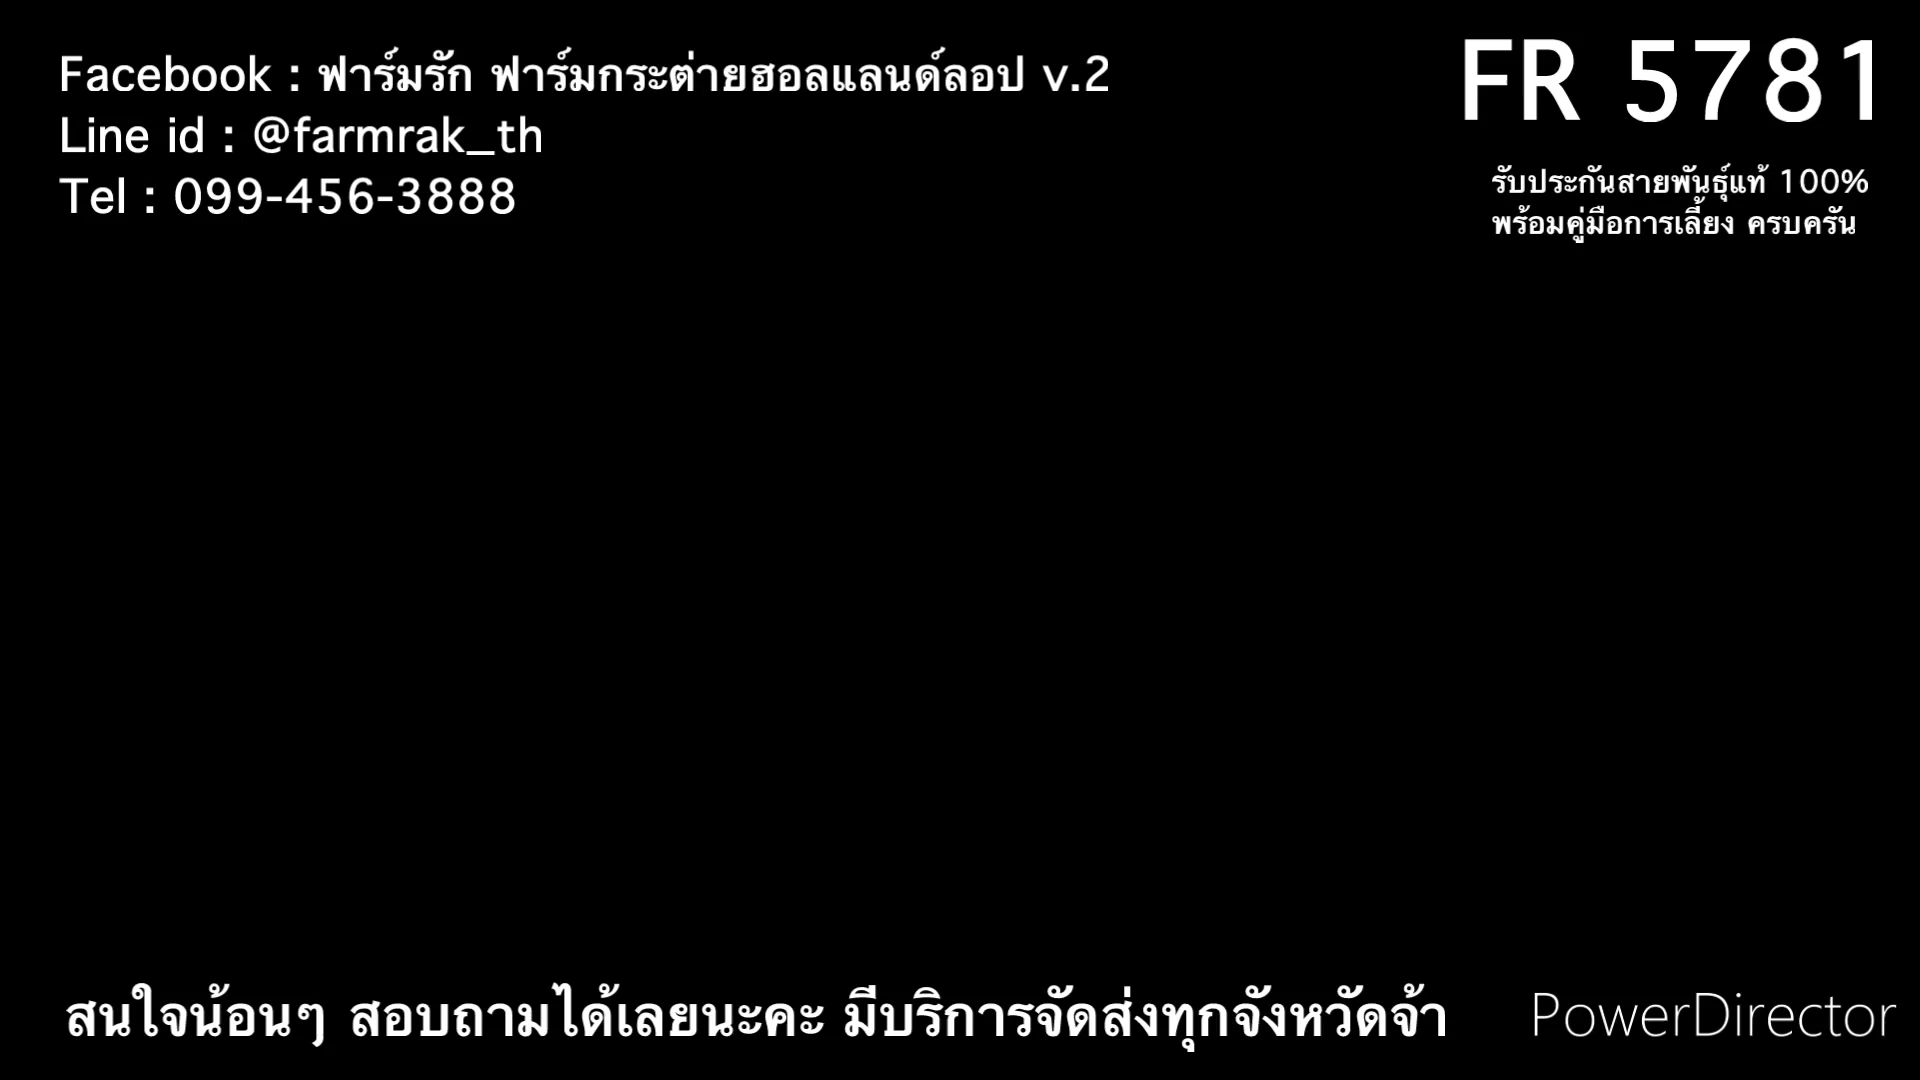 Facebook : ฟาร์มรัก ฟาร์มกระต่ายฮอลแลนด์ลอป v.2
Line id : @farmrak_th
Tel : 099-456-3888
FR 5781
รับประกันสายพันธุ์แท้ 100%
พร้อมคู่มือการเลี้ยง ครบครัน
สนใจน้อนๆ สอบถามได้เลยนะคะ มีบริการจัดส่งทุกจังหวัดจ้า
PowerDirector